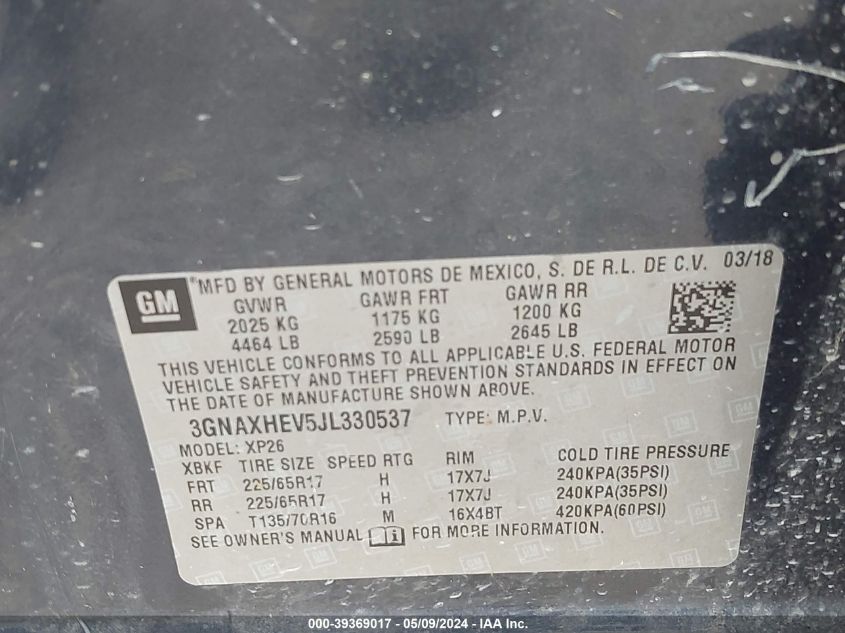 GM
®MFD BY GENERAL MOTORS DE MEXICO, S. DE R.L. DE C.V. 03/18
GVWR GAWR FRT GAWR RR
2025 KG 1175 KG 1200 KG
4464 LB 2590 LB 2645 LB
THIS VEHICLE CONFORMS TO ALL APPLICABLE U.S. FEDERAL MOTOR
VEHICLE SAFETY AND THEFT PREVENTION STANDARDS IN EFFECT ON
THE DATE OF MANUFACTURE SHOWN ABOVE.
3GNAXHEV5JL330537 TYPE: M.P.V.
MODEL: XP26
XBKF TIRE SIZE SPEED RTG RIM COLD TIRE PRESSURE
FRT 225/65R17 H 17X7J 240KPA(35PSI)
RR 225/65R17 H 17X7J 240KPA(35PSI)
SPA T135/70R16 M 16X4BT 420KPA(60PSI)
SEE OWNER'S MANUAL i FOR MORE INFORMATION.
000-39369017 - 05/09/2024 - IAA Inc.